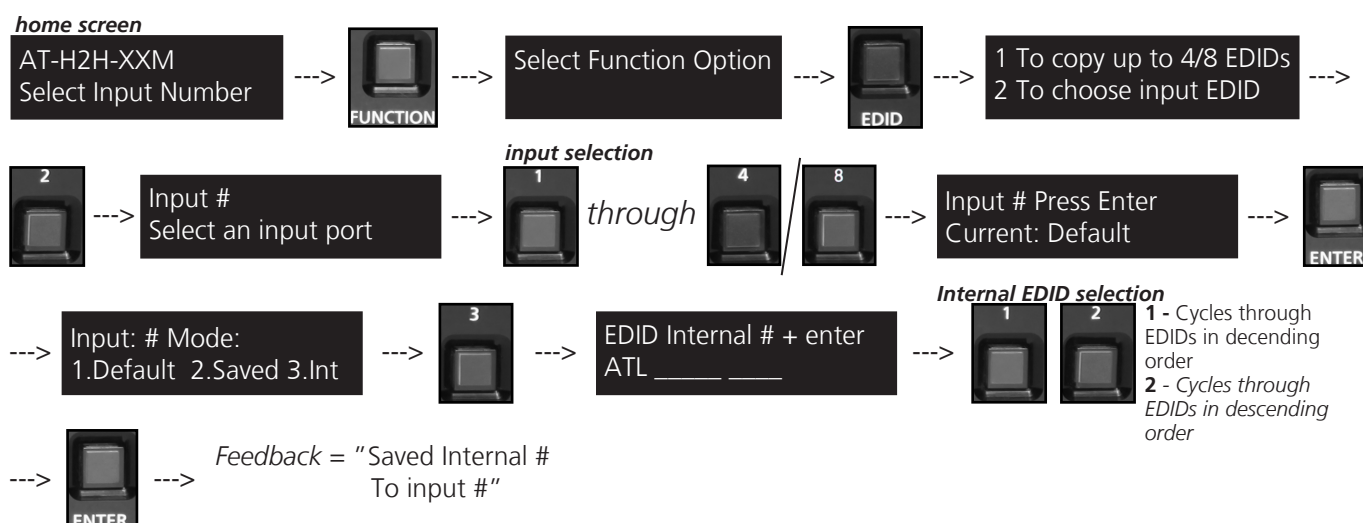 home screen
AT-H2H-XXM
Select Input Number
--->
FUNCTION
--->
Select Function Option
--->
EDID
--->
1 To copy up to 4/8 EDIDs
2 To choose input EDID
--->
2
--->
Input #
Select an input port
--->
input selection
1
through
4
/
8
--->
Input # Press Enter
Current: Default
--->
ENTER
--->
Input: # Mode:
1.Default 2.Saved 3.Int
--->
3
--->
EDID Internal # + enter
ATL _____ ____
--->
Internal EDID selection
1
2
1 - Cycles through
EDIDs in decending
order
2 - Cycles through
EDIDs in descending
order
--->
ENTER
--->
Feedback = "Saved Internal #
To input #"